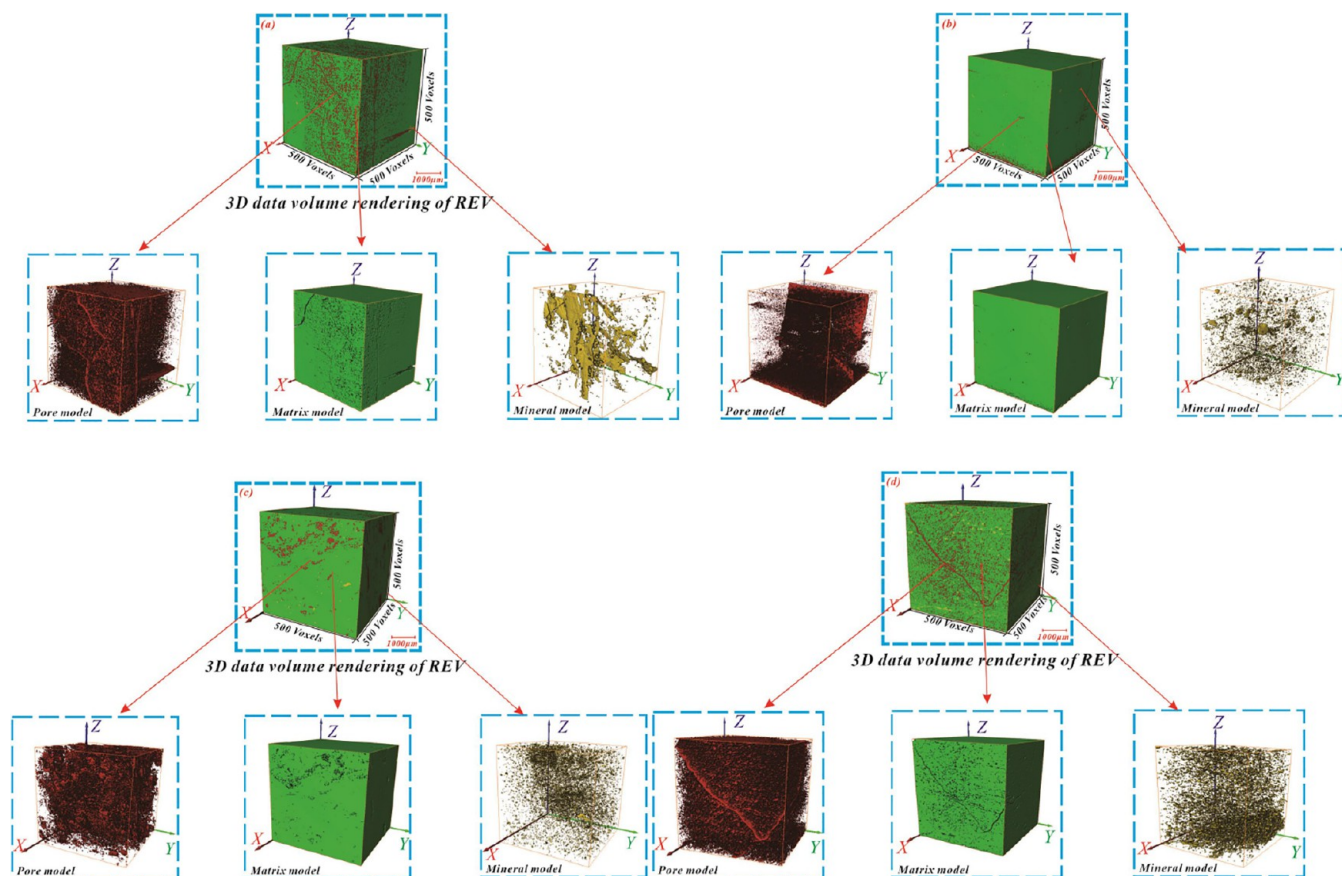 (a)
Z
500 Voxels
X
Y
500 Voxels
500 Voxels
1000μm
3D data volume rendering of REV
Z
X
Y
Pore model
Z
X
Y
Matrix model
Z
X
Y
Mineral model
(b)
Z
500 Voxels
X
Y
500 Voxels
500 Voxels
1000μm
Z
X
Y
Pore model
Z
X
Y
Matrix model
Z
X
Y
Mineral model
(c)
Z
500 Voxels
X
Y
500 Voxels
500 Voxels
1000μm
3D data volume rendering of REV
Z
X
Y
Pore model
Z
X
Y
Matrix model
Z
X
Y
Mineral model
(d)
Z
500 Voxels
X
Y
500 Voxels
500 Voxels
1000μm
3D data volume rendering of REV
Z
X
Y
Pore model
Z
X
Y
Matrix model
Z
X
Y
Mineral model